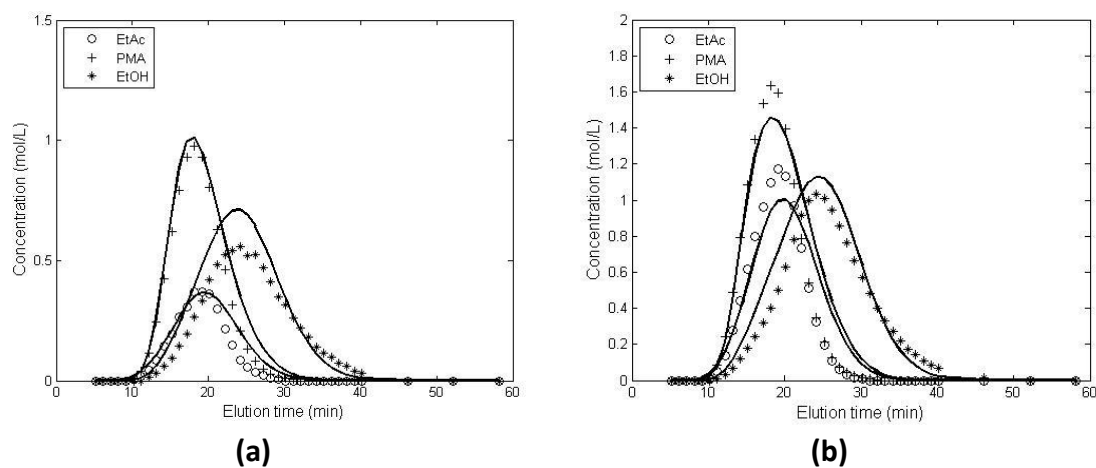 1.5
EtAc
PMA
EtOH
1
0.5
0
0 10 20 30 40 50 60
Concentration (mol/L)
Elution time (min)
(a)
2
1.8
1.6
1.4
1.2
1
0.8
0.6
0.4
0.2
0
EtAc
PMA
EtOH
0 10 20 30 40 50 60
Concentration (mol/L)
Elution time (min)
(b)